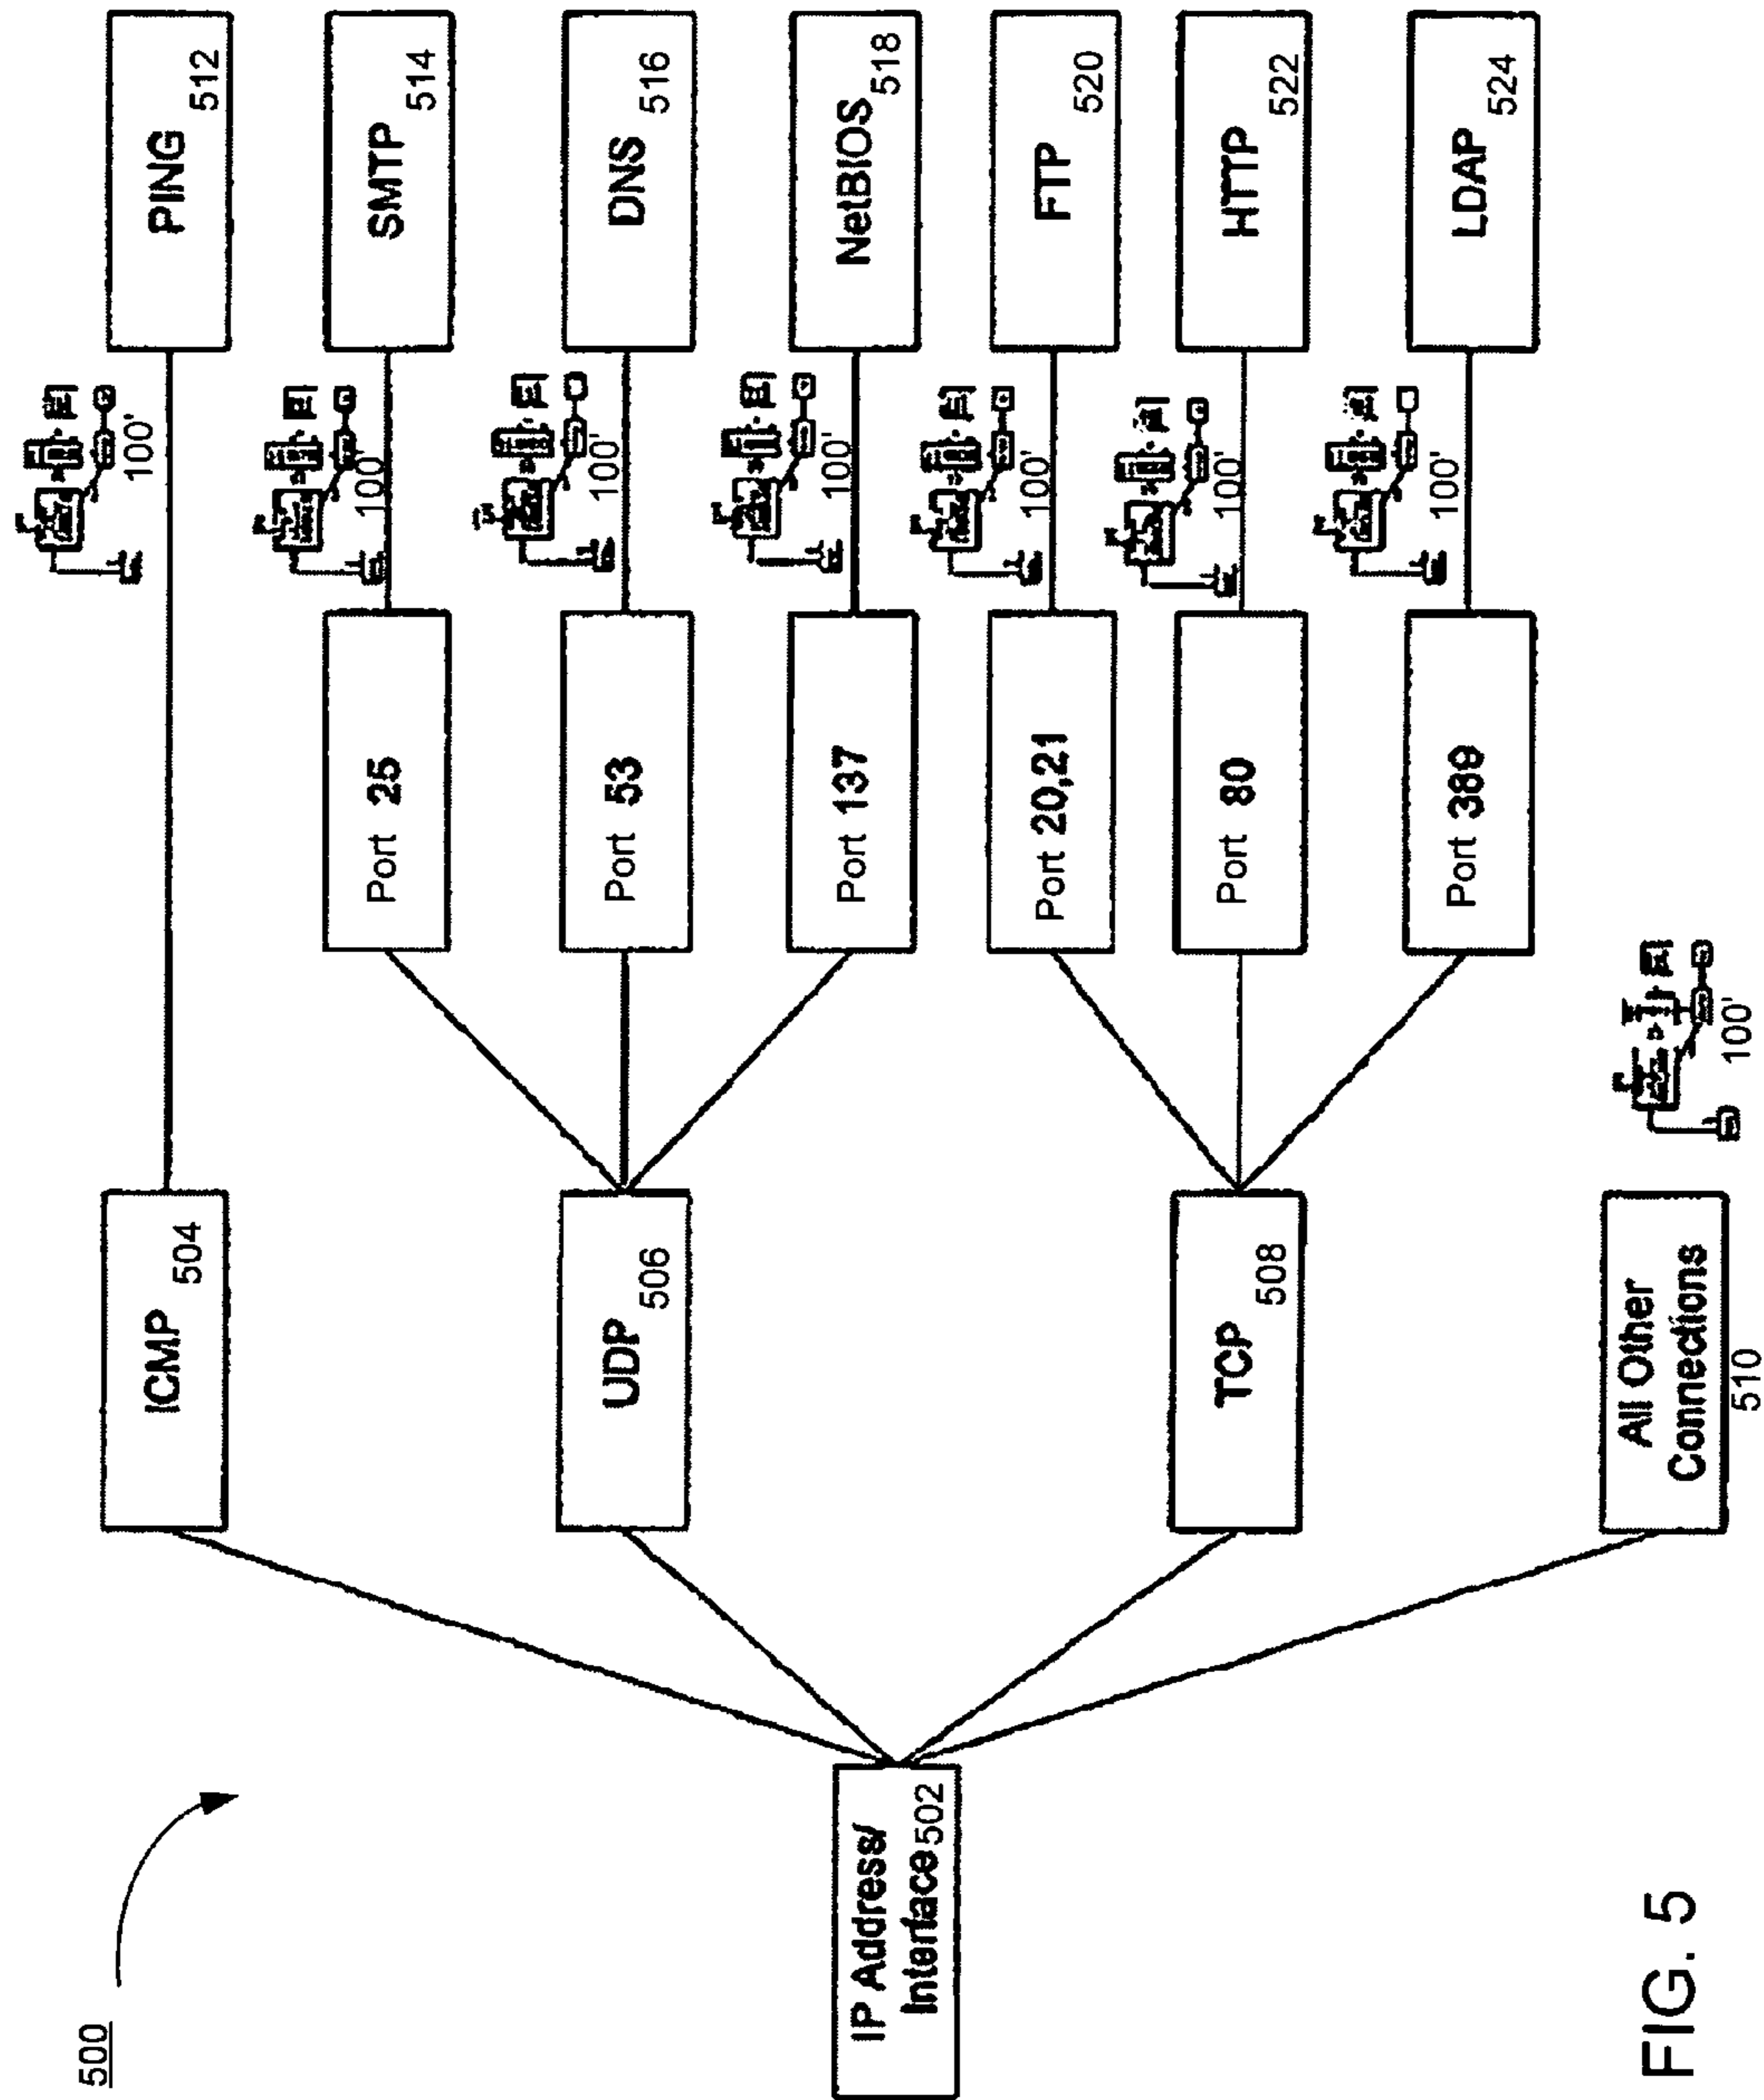 500
IP Address/
Interface 502
ICMP
504
UDP
506
TCP
508
All Other
Connections
510
100'
Port 25
Port 53
Port 137
Port 20,21
Port 80
Port 389
100'
100'
100'
100'
100'
100'
100'
PING
512
SMTP
514
DNS
516
NetBIOS
518
FTP
520
HTTP
522
LDAP
524
FIG. 5